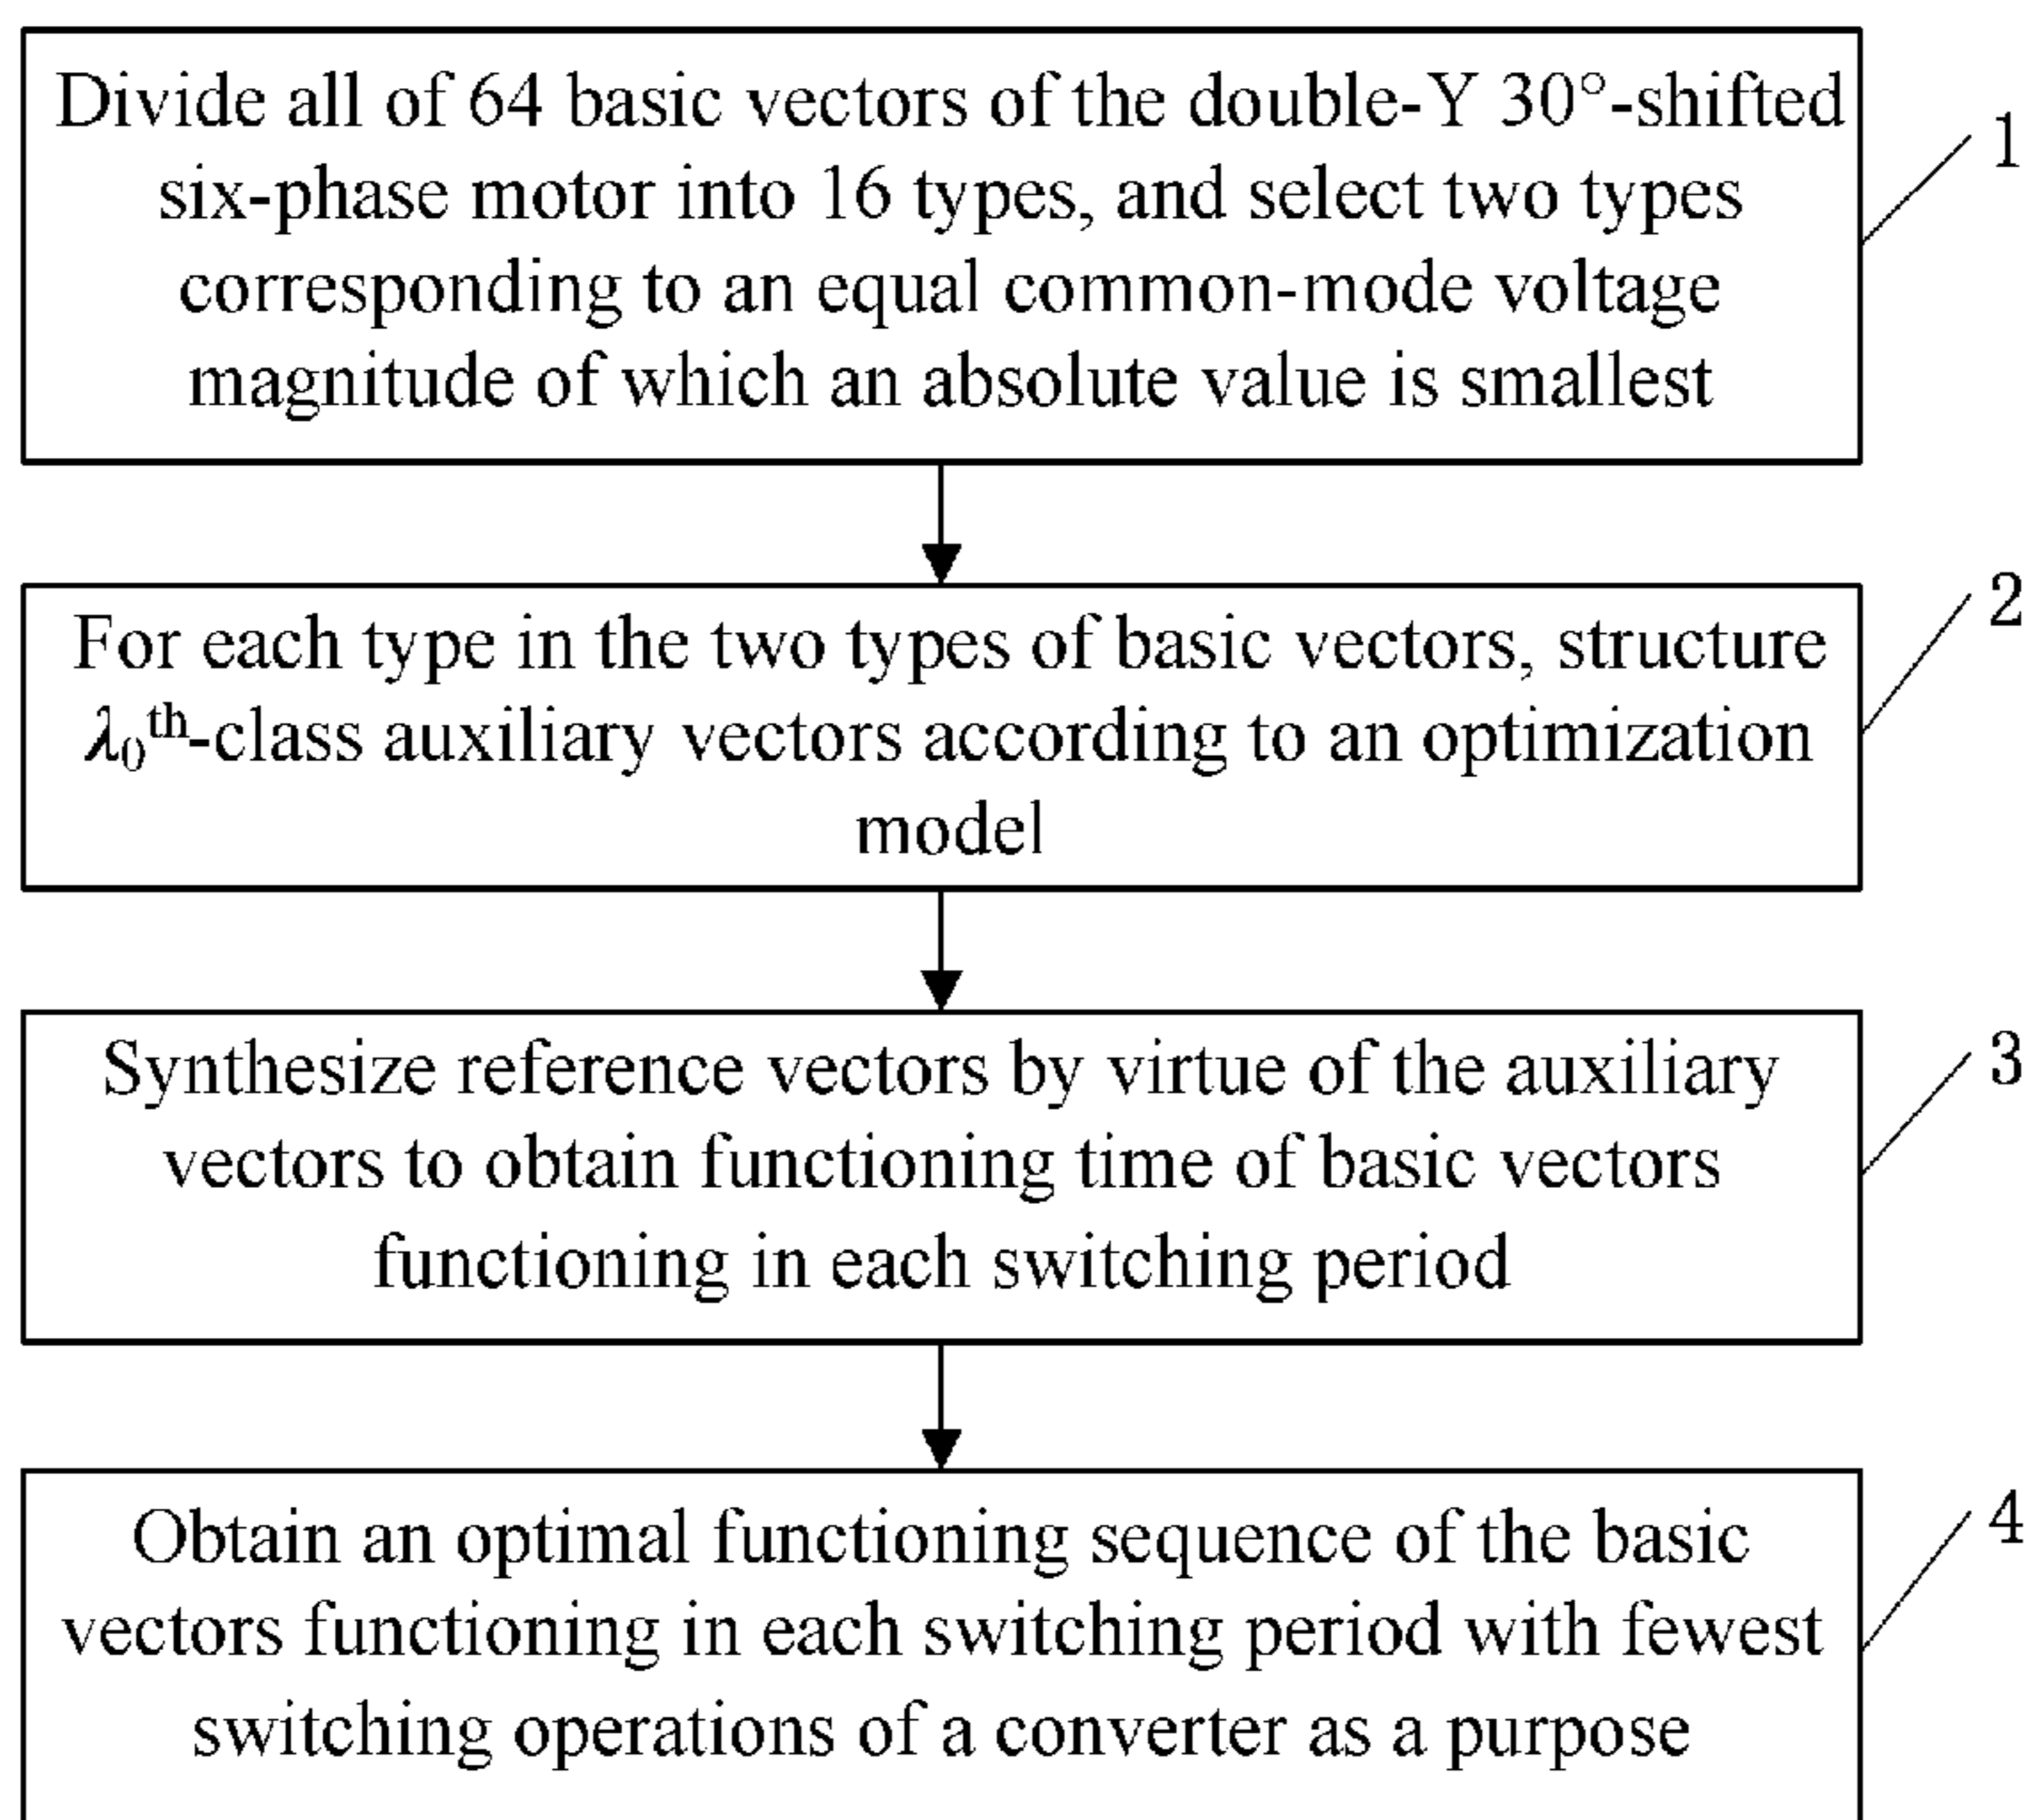 Divide all of 64 basic vectors of the double-Y 30°-shifted
six-phase motor into 16 types, and select two types
corresponding to an equal common-mode voltage
magnitude of which an absolute value is smallest
1
For each type in the two types of basic vectors, structure
λ₀ᵗʰ-class auxiliary vectors according to an optimization
model
2
Synthesize reference vectors by virtue of the auxiliary
vectors to obtain functioning time of basic vectors
functioning in each switching period
3
Obtain an optimal functioning sequence of the basic
vectors functioning in each switching period with fewest
switching operations of a converter as a purpose
4